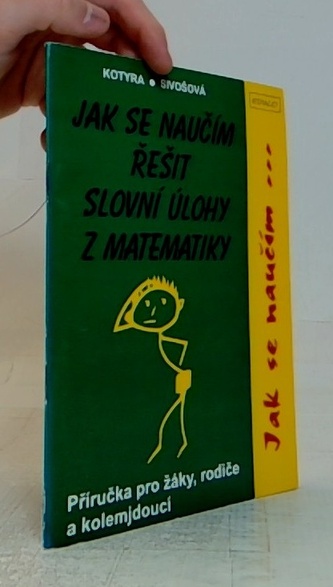 KOTYRA ● SIVOŠOVÁ
JAK SE NAUČÍM
ŘEŠIT
SLOVNÍ ÚLOHY
Z MATEMATIKY
Příručka pro žáky, rodiče
a kolemjdoucí
Jak se naučím ...